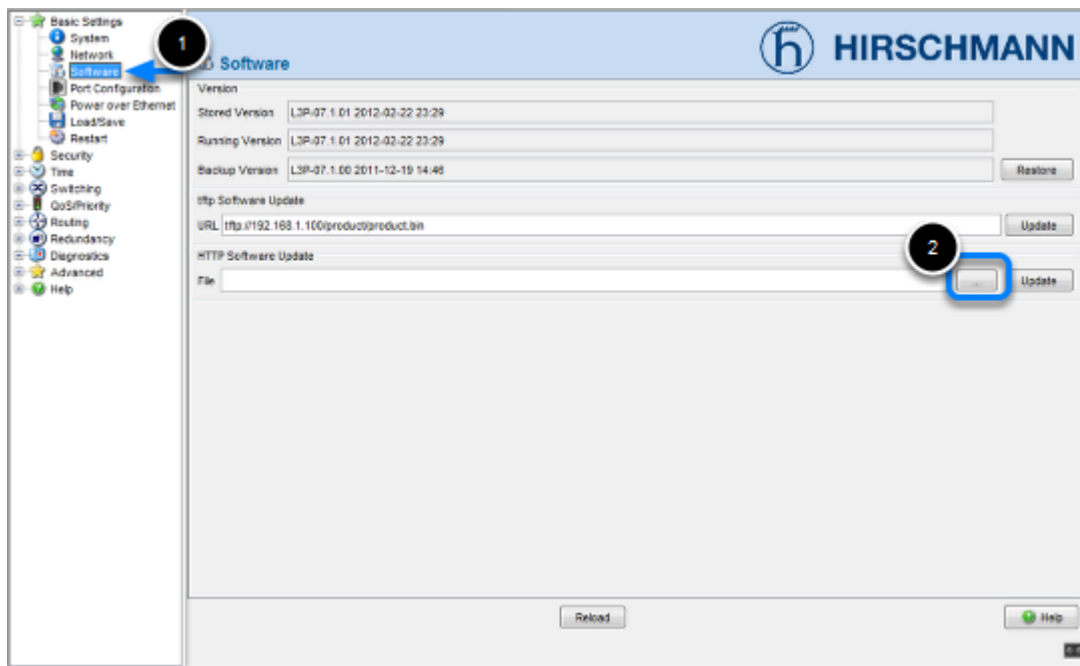 Basic Settings
System
Network
Software
Port Configuration
Power over Ethernet
Load/Save
Restart
Security
Time
Switching
QoS/Priority
Routing
Redundancy
Diagnostics
Advanced
Help
1
Software
HIRSCHMANN
Version
Stored Version L3P-07.1.01 2012-02-22 23:29
Running Version L3P-07.1.01 2012-02-22 23:29
Backup Version L3P-07.1.00 2011-12-19 14:46 Restore
tftp Software Update
URL tftp://192.168.1.100/product/product.bin Update
2
HTTP Software Update
File ... Update
Reload
Help